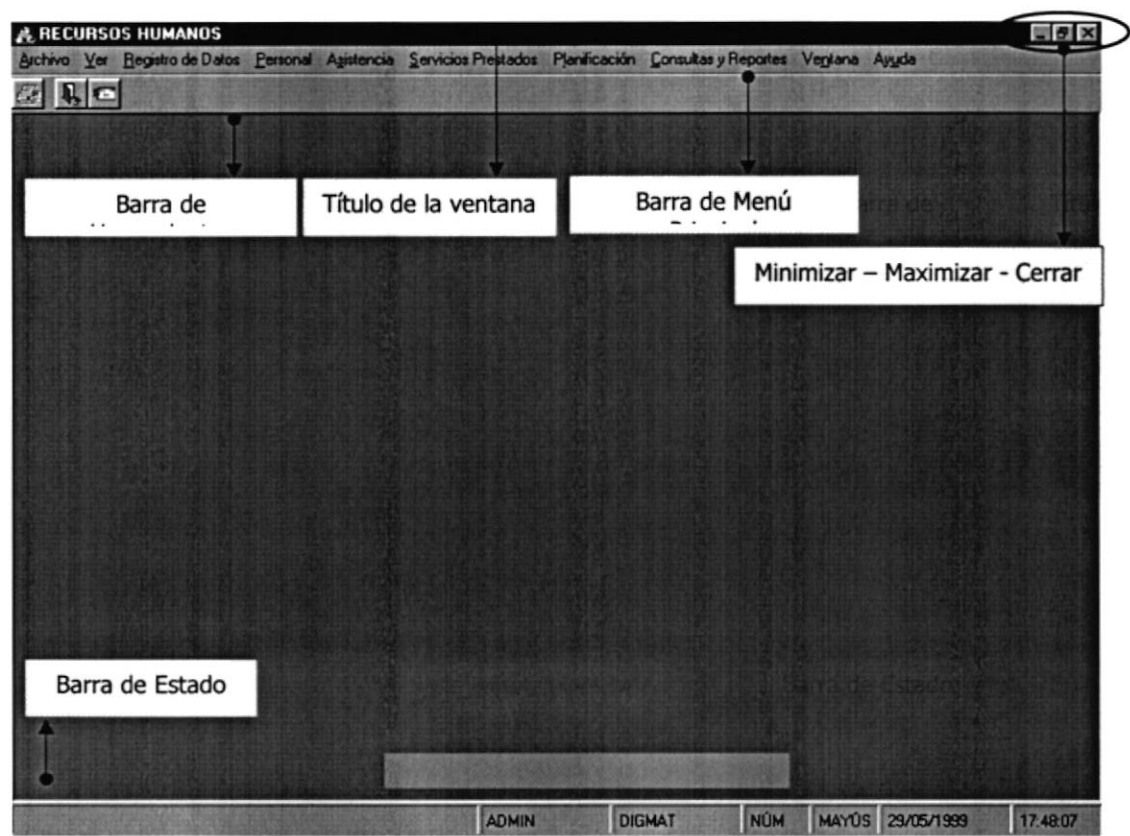 RECURSOS HUMANOS
Archivo Ver Registro de Datos Personal Asistencia Servicios Prestados Planificación Consultas y Reportes Ventana Ayuda
Barra de
Título de la ventana
Barra de Menú
Minimizar – Maximizar - Cerrar
Barra de Estado
ADMIN DIGMAT NÚM MAYÚS 29/05/1999 17:48:07